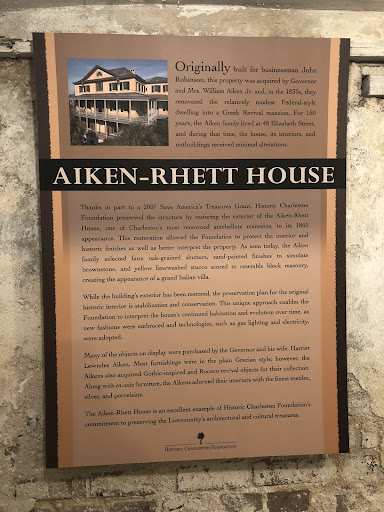 Originally built for businessman John
Robinson, this property was acquired by Governor
and Mrs. William Aiken Jr. and, in the 1830s, they
renovated the relatively modest Federal-style
dwelling into a Greek Revival mansion. For 150
years, the Aiken family lived at 48 Elizabeth Street,
and during that time, the house, its interiors, and
outbuildings received minimal alterations.
AIKEN-RHETT HOUSE
Thanks in part to a 2007 Save America's Treasures Grant, Historic Charleston
Foundation preserved the structure by restoring the exterior of the Aiken-Rhett
House, one of Charleston's most renowned antebellum mansions, to its 1860
appearance. This restoration allowed the Foundation to protect the interior and
historic finishes as well as better interpret the property. As seen today, the Aiken
family selected faux oak-grained shutters, sand-painted finishes to simulate
brownstone, and yellow limewashed stucco scored to resemble block masonry,
creating the appearance of a grand Italian villa.
While the building's exterior has been restored, the preservation plan for the original
historic interior is stabilization and conservation. This unique approach enables the
Foundation to interpret the house's continued habitation and evolution over time, as
new fashions were embraced and technologies, such as gas lighting and electricity,
were adopted.
Many of the objects on display were purchased by the Governor and his wife, Harriet
Lowndes Aiken. Most furnishings were in the plain Grecian style; however, the
Aikens also acquired Gothic-inspired and Rococo revival objects for their collection.
Along with en suite furniture, the Aikens adorned their interiors with the finest textiles,
silver, and porcelains.
The Aiken-Rhett House is an excellent example of Historic Charleston Foundation's
commitment to preserving the Lowcountry's architectural and cultural treasures.
HISTORIC CHARLESTON FOUNDATION